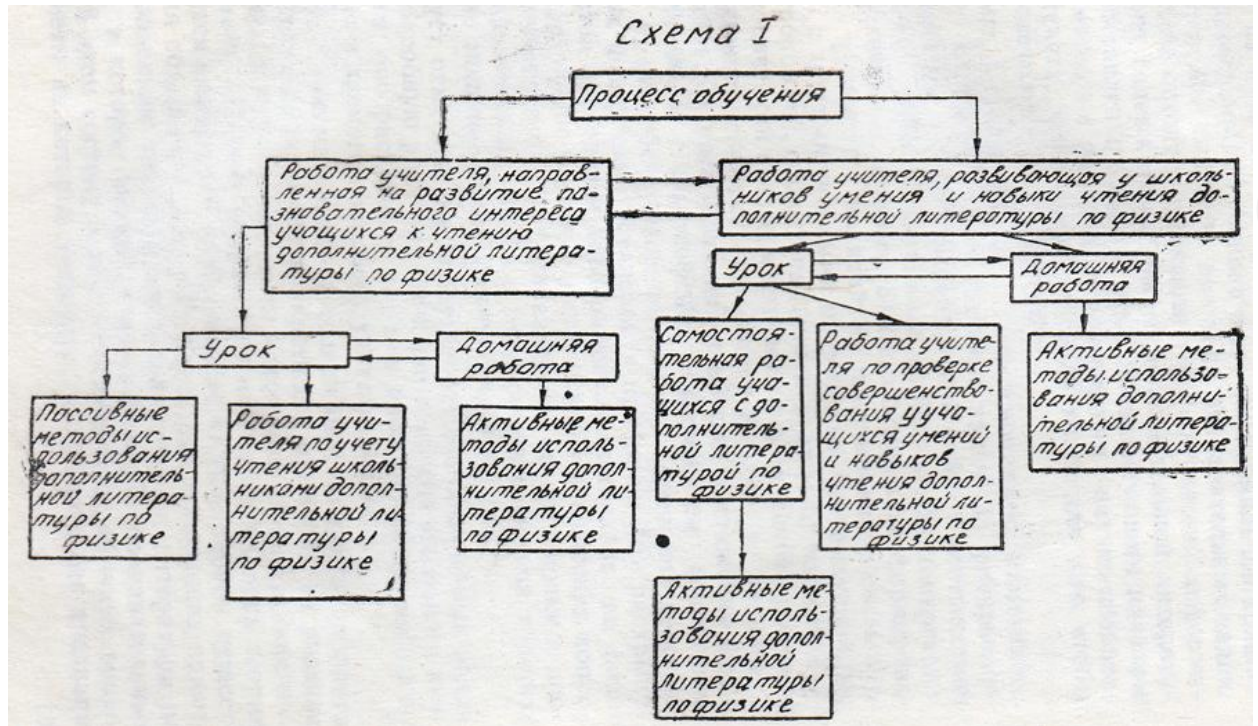 Схема I
Процесс обучения
Работа учителя, направ-
ленная на развитие по-
знавательного интереса
учащихся к чтению
дополнительной литера-
туры по физике
Работа учителя, развивающая у школь-
ников умения и навыки чтения до-
полнительной литературы по физике
Урок
Домашняя
работа
Пассивные
методы ис-
пользования
дополнитель-
ной литера-
туры по
физике
Работа учи-
теля по учету
чтения школь-
никами допол-
нительной ли-
тературы
по физике
Активные ме-
тоды исполь-
зования допол-
нительной ли-
тературы
по физике
Урок
Домашняя
работа
Самостоя-
тельная ра-
бота уча-
щихся с до-
полнитель-
ной литера-
турой по
физике
Работа учите-
ля по проверке
совершенство-
вания у уча-
щихся умений
и навыков
чтения допол-
нительной ли-
тературы по
физике
Активные ме-
тоды использо-
вания дополни-
тельной литера-
туры по физике
Активные ме-
тоды исполь-
зования допол-
нительной
литературы
по физике